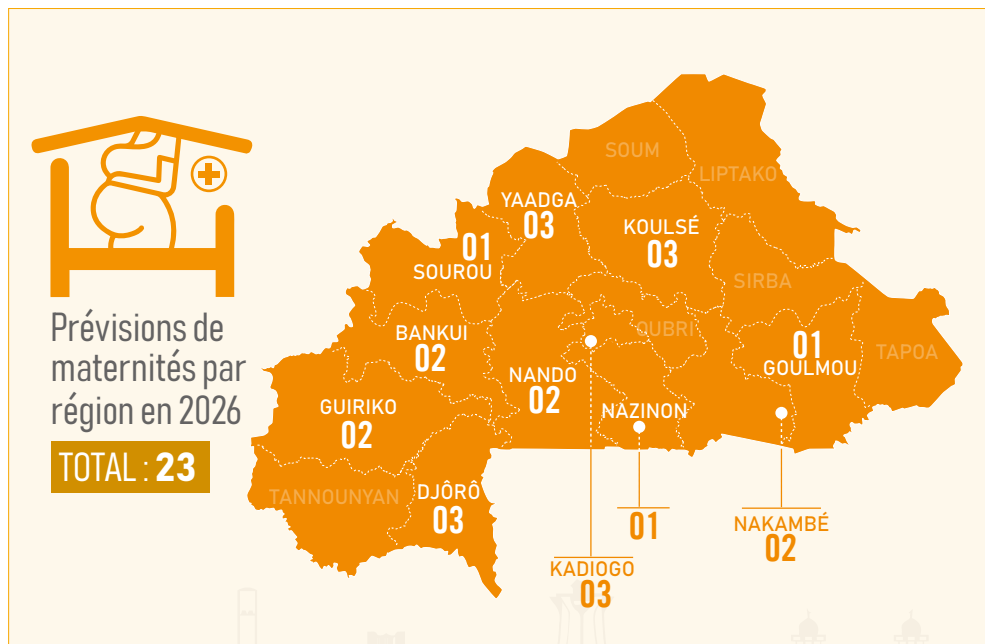 Prévisions de
maternités par
région en 2026
TOTAL : 23
SOUM
LIPTAKO
YAADGA
03
KOULSÉ
03
01
SOUROU
SIRBA
BANKUI
02
OUBRI
01
GOULMOU
TAPOA
NANDO
02
GUIRIKO
02
NAZINON
01
TANNOUNYAN
DJÔRÔ
03
NAKAMBÉ
02
KADIOGO
03